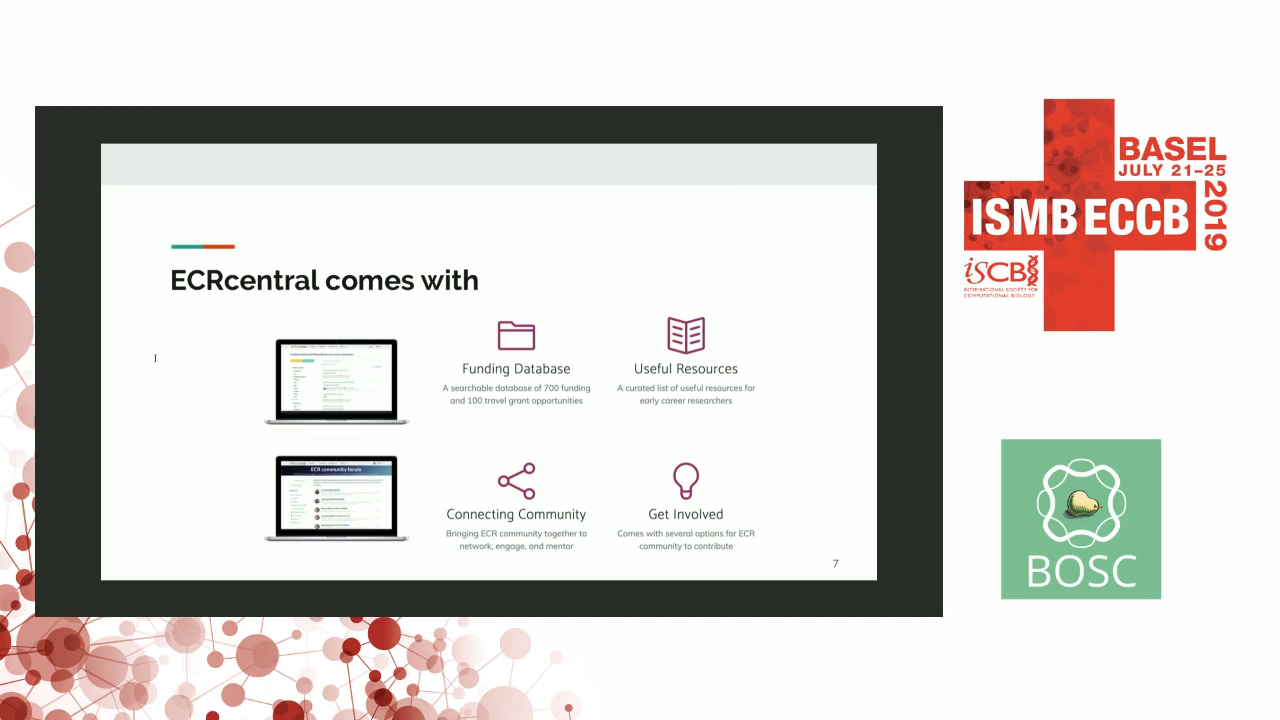 ECRcentral comes with
Funding Database
A searchable database of 700 funding
and 100 travel grant opportunities
Useful Resources
A curated list of useful resources for
early career researchers
ECR community forum
Connecting Community
Bringing ECR community together to
network, engage, and mentor
Get Involved
Comes with several options for ECR
community to contribute
7
BASEL
JULY 21–25
2019
ISMB ECCB
ISCB
INTERNATIONAL SOCIETY FOR
COMPUTATIONAL BIOLOGY
BOSC